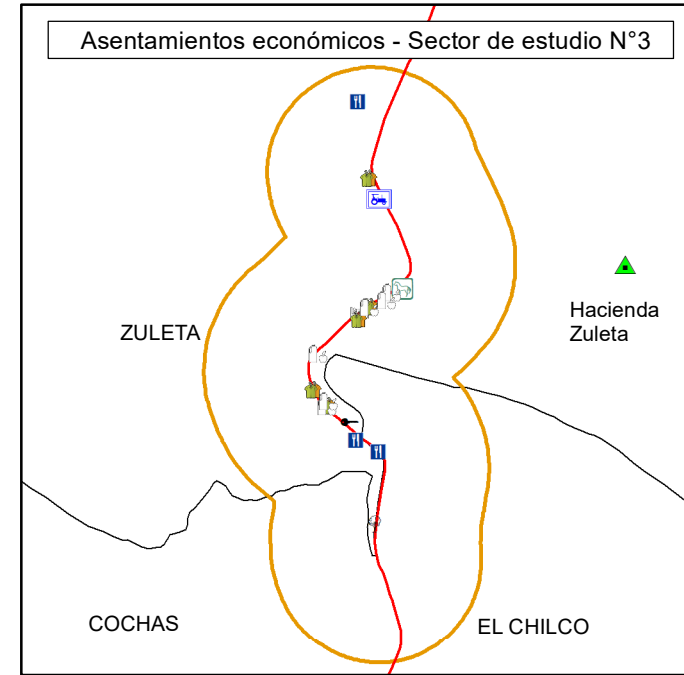 Asentamientos económicos - Sector de estudio N°3
ZULETA
Hacienda
Zuleta
COCHAS
EL CHILCO